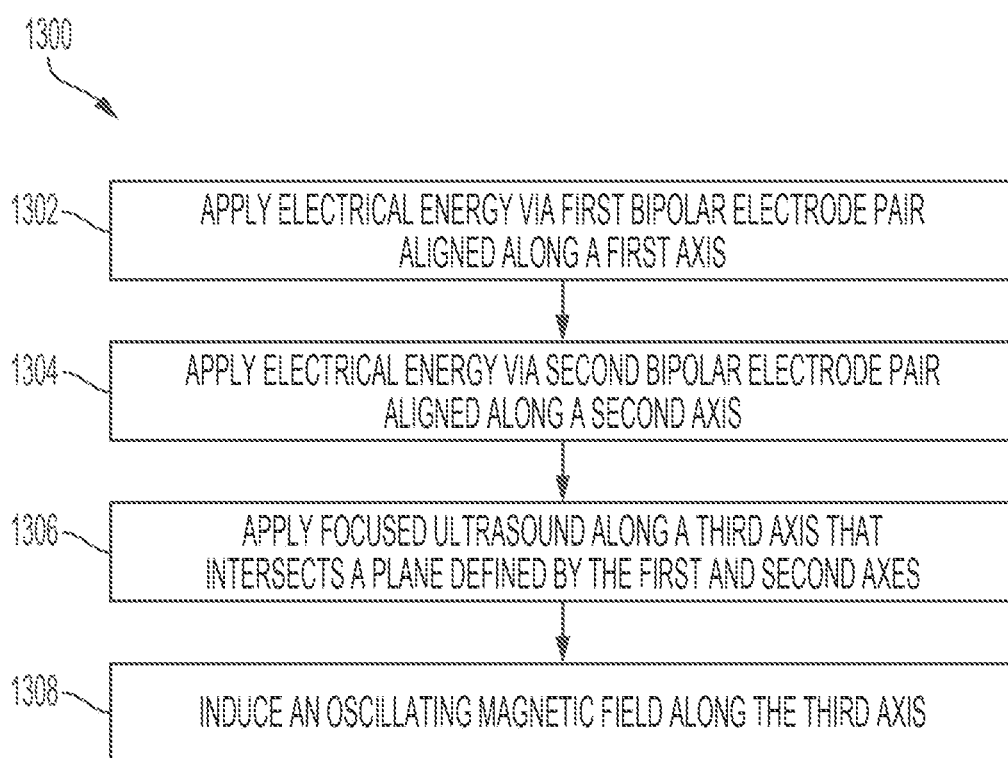 1300
1302
APPLY ELECTRICAL ENERGY VIA FIRST BIPOLAR ELECTRODE PAIR
ALIGNED ALONG A FIRST AXIS
1304
APPLY ELECTRICAL ENERGY VIA SECOND BIPOLAR ELECTRODE PAIR
ALIGNED ALONG A SECOND AXIS
1306
APPLY FOCUSED ULTRASOUND ALONG A THIRD AXIS THAT
INTERSECTS A PLANE DEFINED BY THE FIRST AND SECOND AXES
1308
INDUCE AN OSCILLATING MAGNETIC FIELD ALONG THE THIRD AXIS